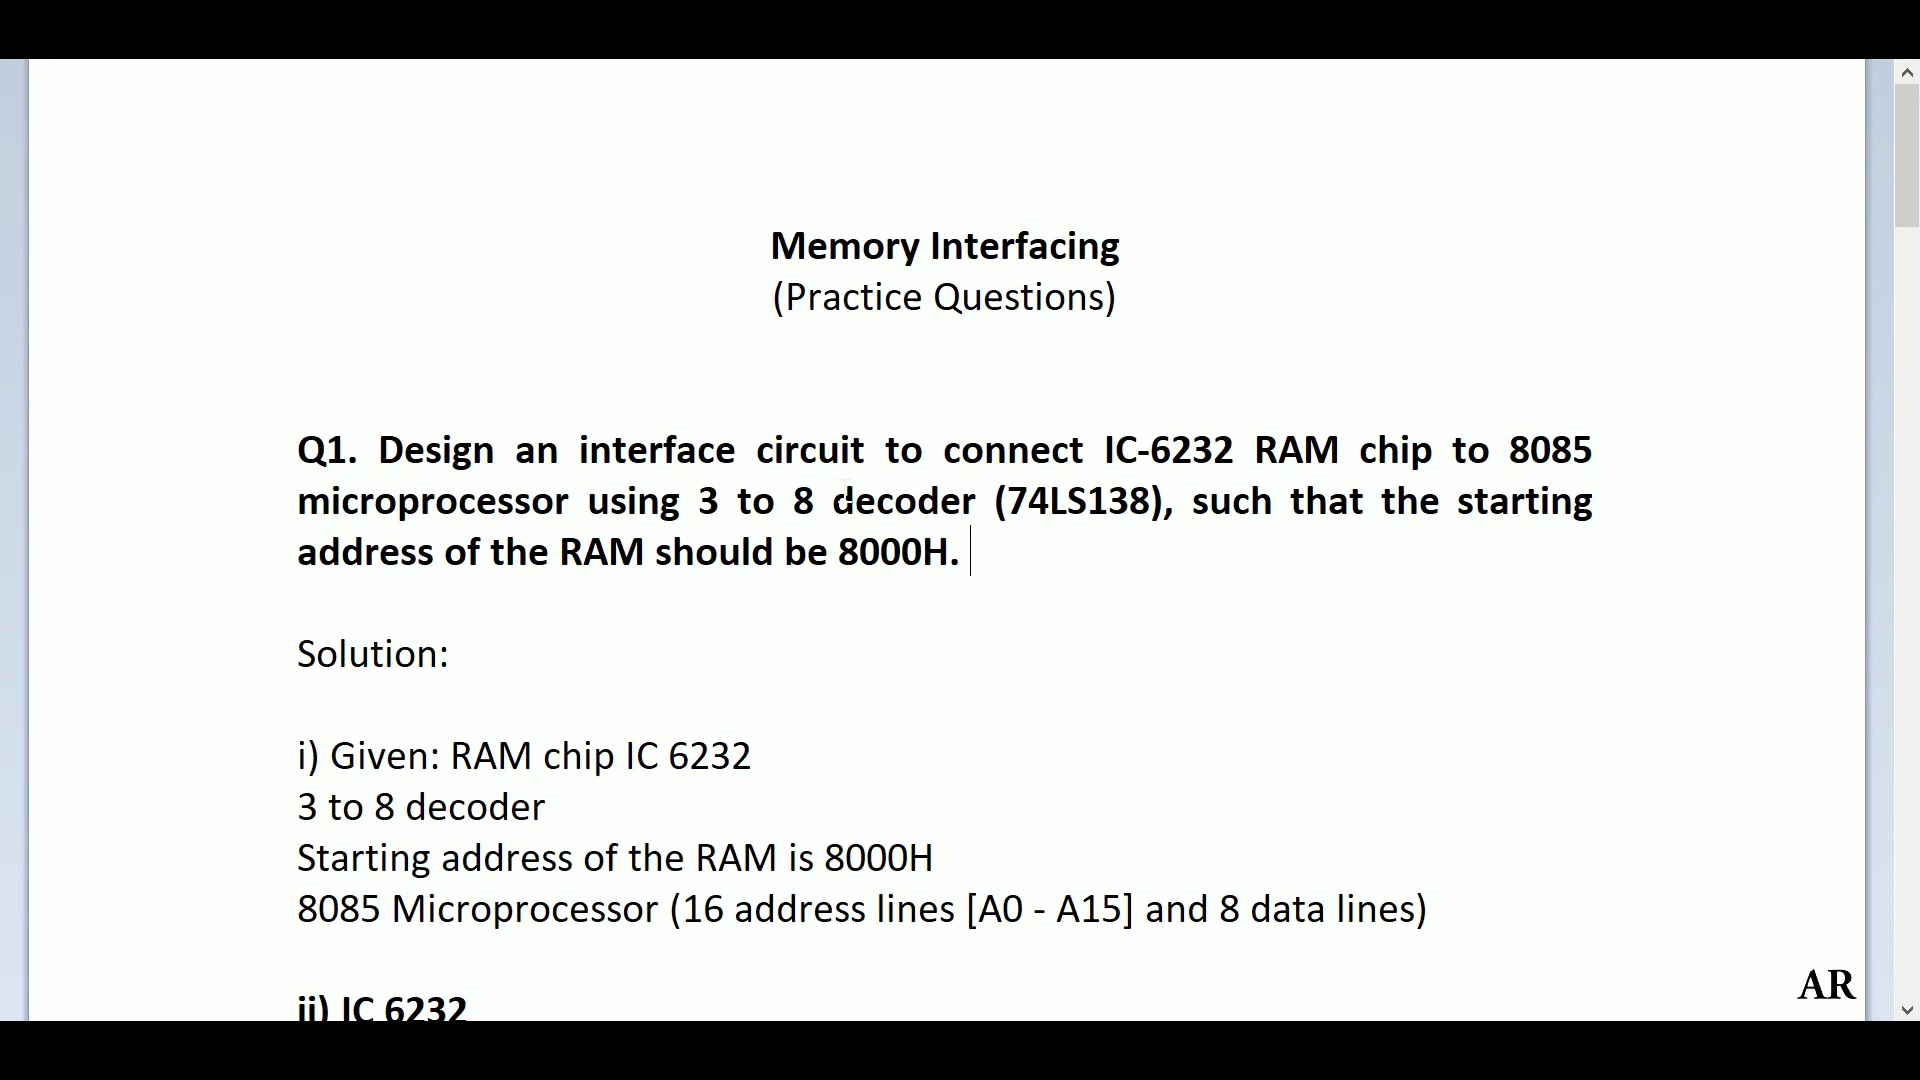 Memory Interfacing
(Practice Questions)
Q1. Design an interface circuit to connect IC-6232 RAM chip to 8085
microprocessor using 3 to 8 decoder (74LS138), such that the starting
address of the RAM should be 8000H.
Solution:
i) Given: RAM chip IC 6232
3 to 8 decoder
Starting address of the RAM is 8000H
8085 Microprocessor (16 address lines [A0 - A15] and 8 data lines)
ii) IC 6232
AR